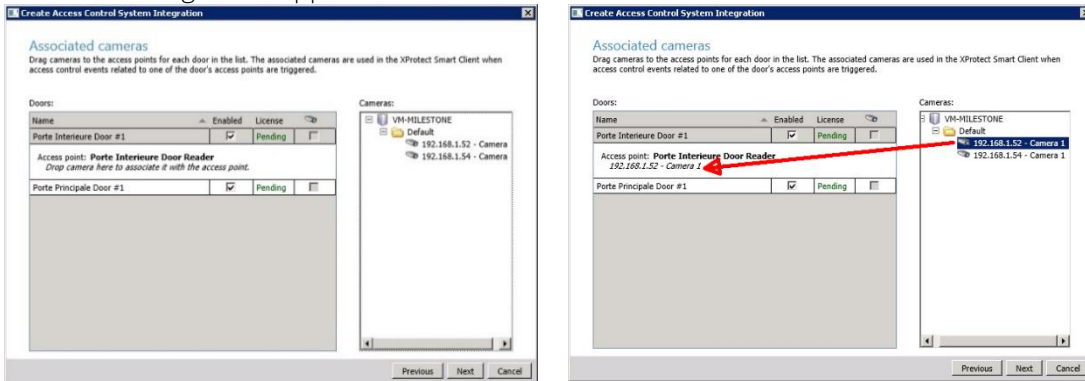 Create Access Control System Integration
Associated cameras
Drag cameras to the access points for each door in the list. The associated cameras are used in the XProtect Smart Client when
access control events related to one of the door's access points are triggered.
Doors:
Cameras:
Name Enabled License
Porte Interieure Door #1 Pending
Access point: Porte Interieure Door Reader
Drop camera here to associate it with the access point.
Porte Principale Door #1 Pending
VM-MILESTONE
Default
192.168.1.52 - Camera
192.168.1.54 - Camera
Previous Next Cancel
Create Access Control System Integration
Associated cameras
Drag cameras to the access points for each door in the list. The associated cameras are used in the XProtect Smart Client when
access control events related to one of the door's access points are triggered.
Doors:
Cameras:
Name Enabled License
Porte Interieure Door #1 Pending
Access point: Porte Interieure Door Reader
192.168.1.52 - Camera 1
Porte Principale Door #1 Pending
VM-MILESTONE
Default
192.168.1.52 - Camera 1
192.168.1.54 - Camera 1
Previous Next Cancel